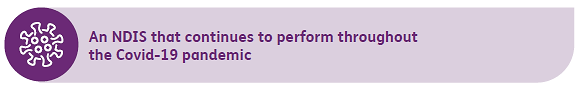 An NDIS that continues to perform throughout
the Covid-19 pandemic